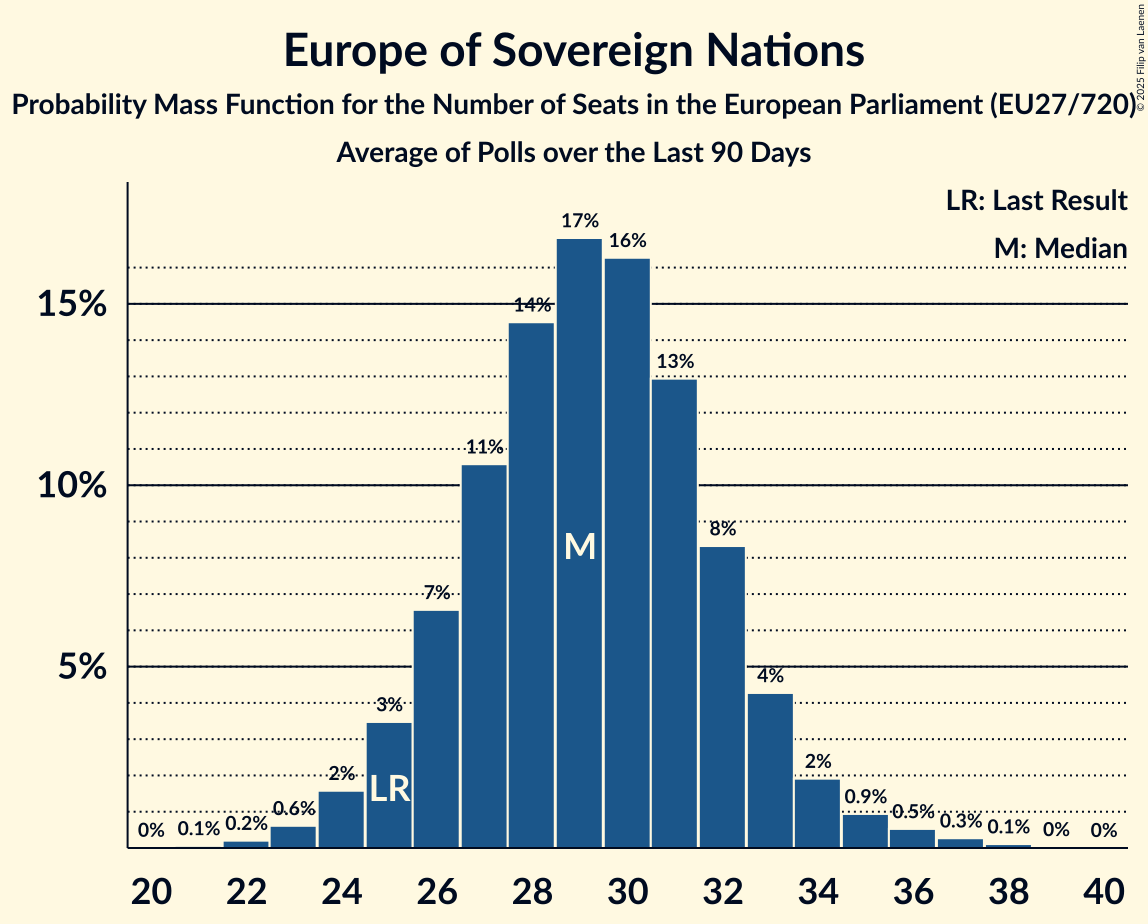 Europe of Sovereign Nations
Probability Mass Function for the Number of Seats in the European Parliament (EU27/720)
Average of Polls over the Last 90 Days
© 2025 Filip van Laenen
LR: Last Result
M: Median
17%
16%
15%
14%
13%
11%
10%
8%
M
7%
5%
4%
3%
2%
2%
LR
0.9%
0.6%
0.5%
0.3%
0.2%
0.1%
0.1%
0%
0%
0%
20 22 24 26 28 30 32 34 36 38 40